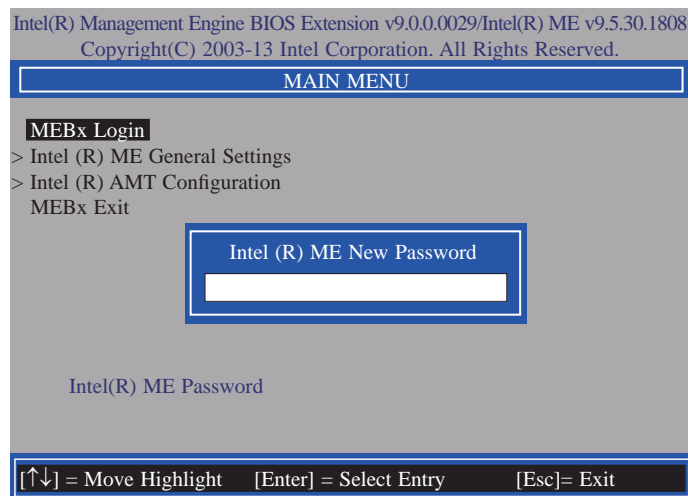 Intel(R) Management Engine BIOS Extension v9.0.0.0029/Intel(R) ME v9.5.30.1808
Copyright(C) 2003-13 Intel Corporation. All Rights Reserved.
MAIN MENU
MEBx Login
> Intel (R) ME General Settings
> Intel (R) AMT Configuration
MEBx Exit
Intel (R) ME New Password
Intel(R) ME Password
[↑↓] = Move Highlight [Enter] = Select Entry [Esc]= Exit